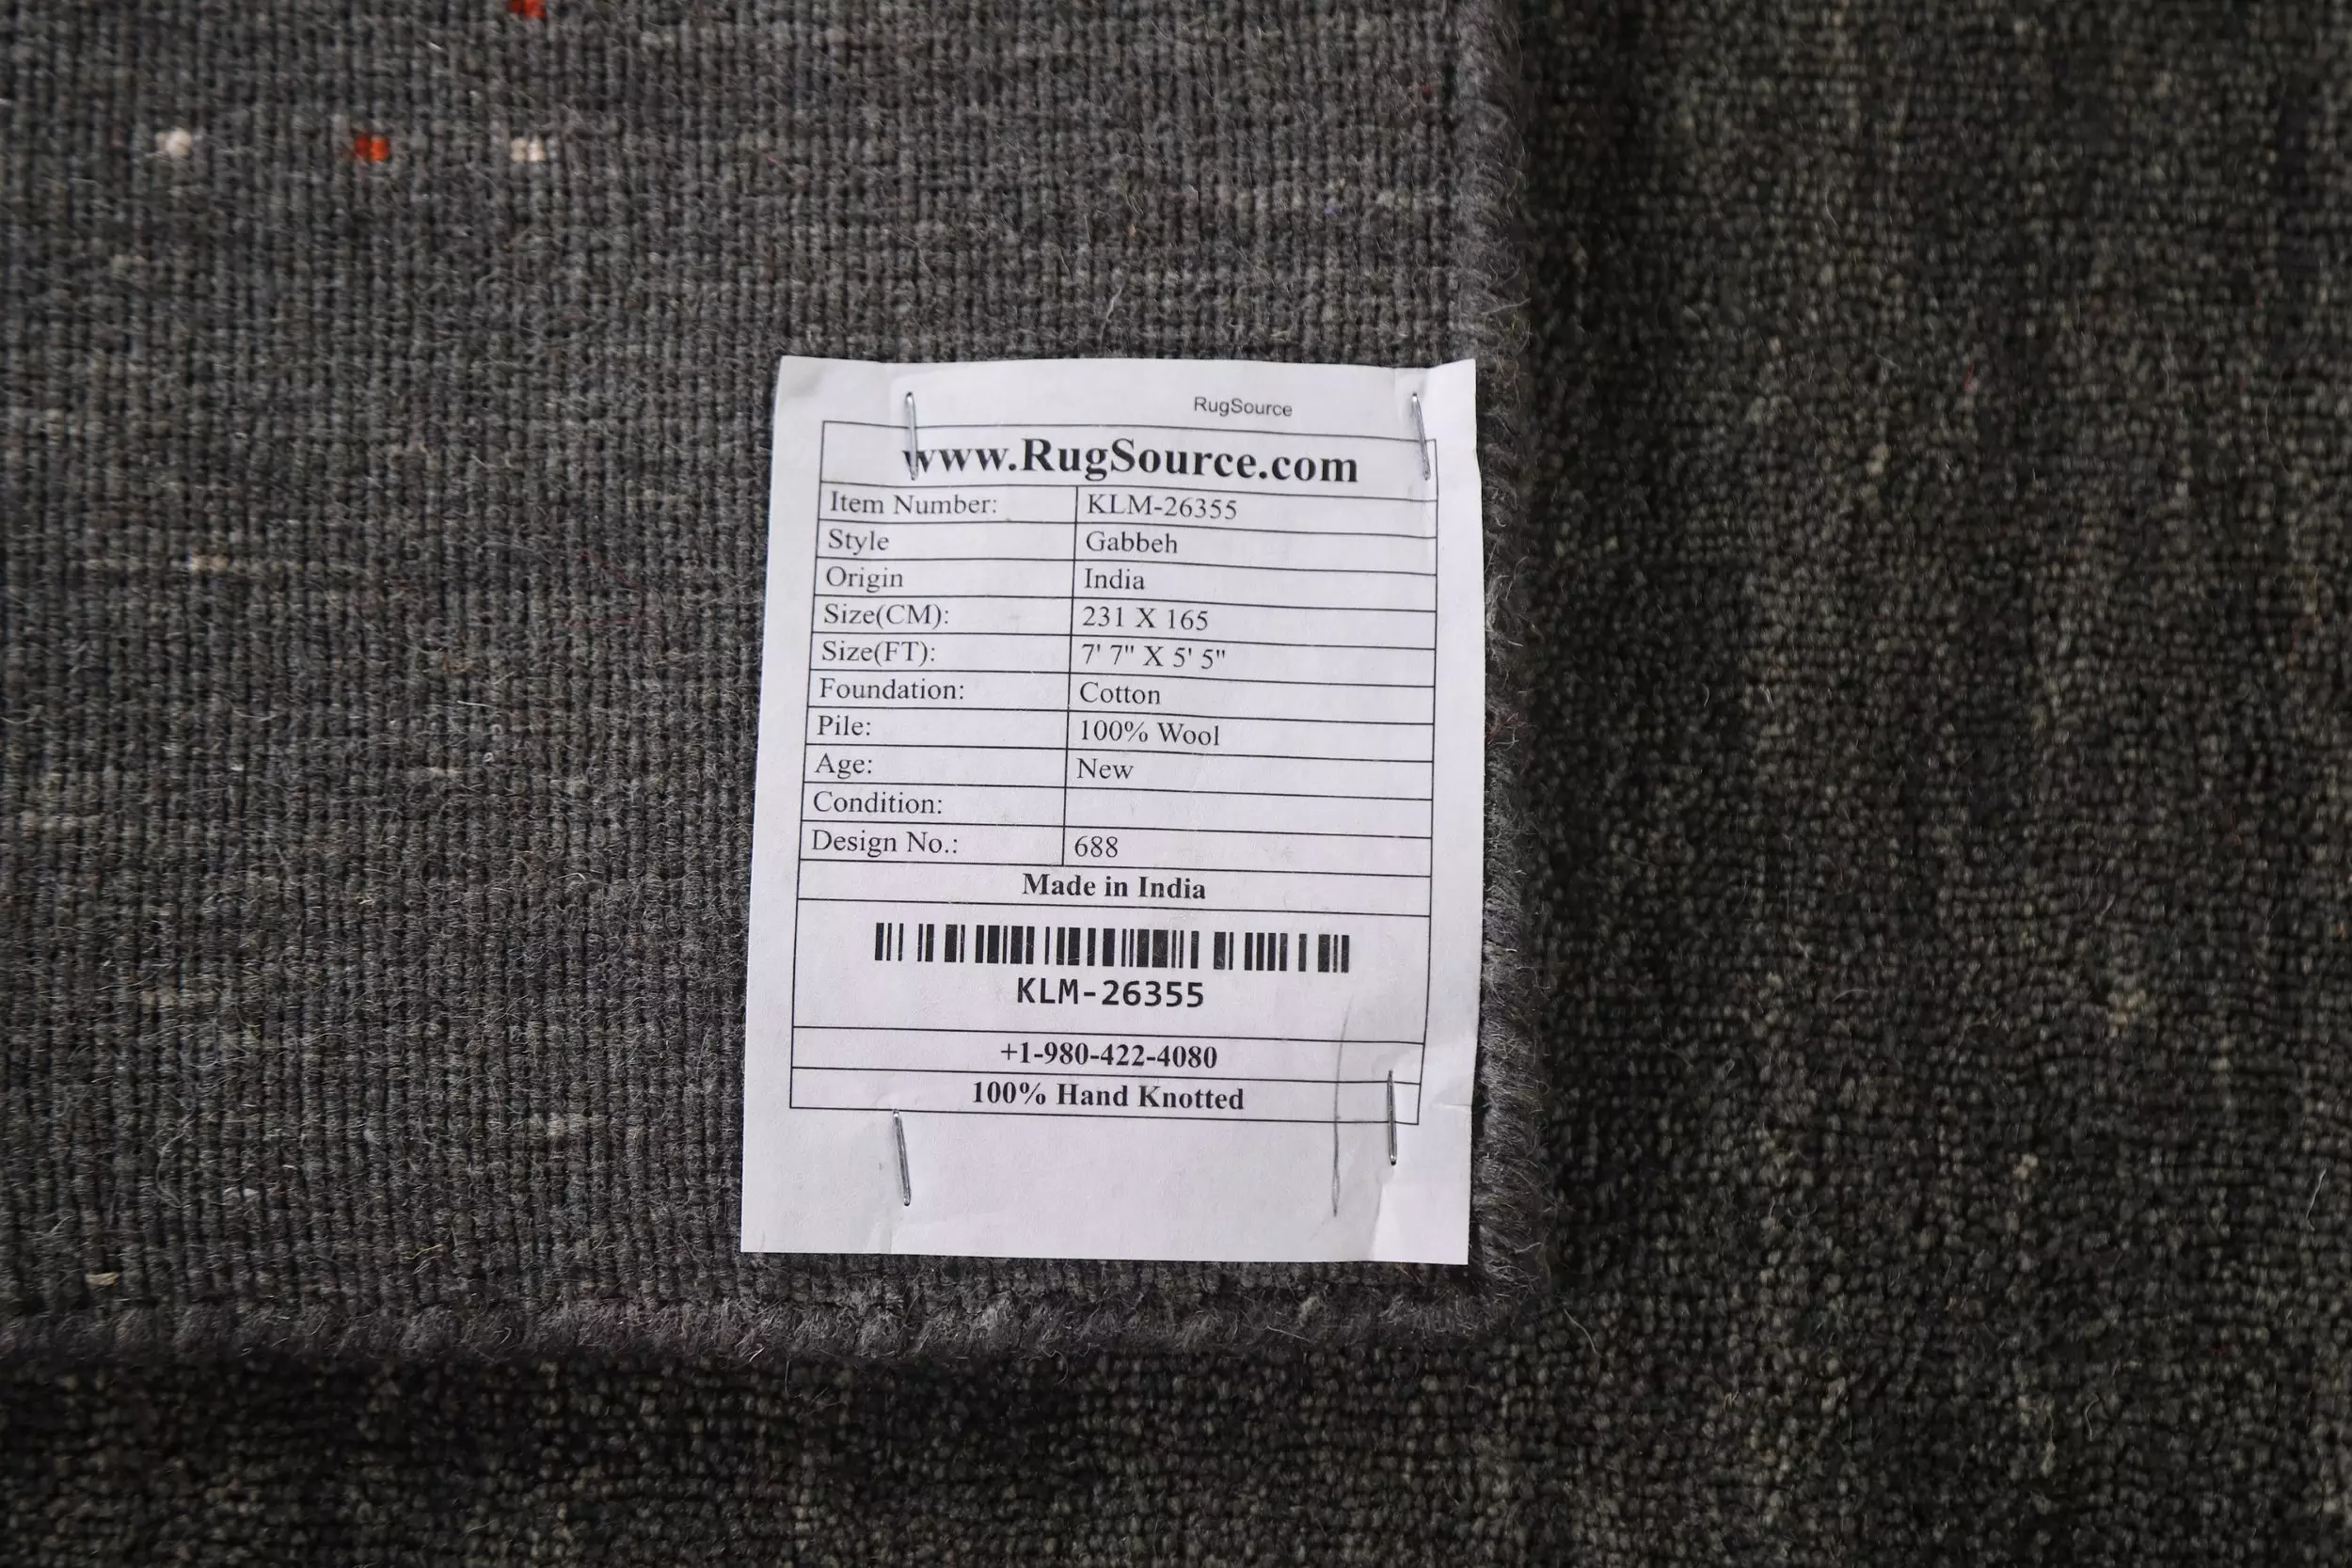 RugSource
www.RugSource.com
Item Number: KLM-26355
Style Gabbeh
Origin India
Size(CM): 231 X 165
Size(FT): 7' 7" X 5' 5"
Foundation: Cotton
Pile: 100% Wool
Age: New
Condition:
Design No.: 688
Made in India
KLM-26355
+1-980-422-4080
100% Hand Knotted